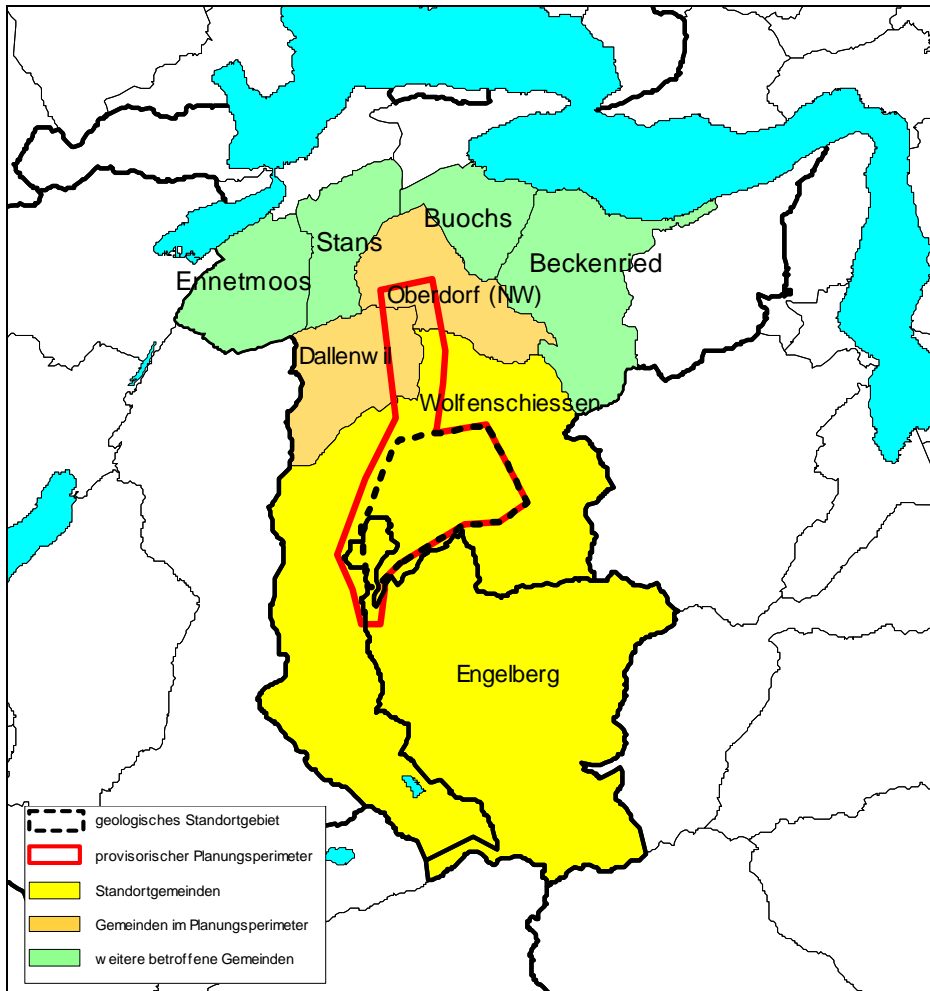 Buochs
Stans
Beckenried
Ennetmoos
Oberdorf (NW)
Dallenwil
Wolfenschiessen
Engelberg
geologisches Standortgebiet
provisorischer Planungsperimeter
Standortgemeinden
Gemeinden im Planungsperimeter
weitere betroffene Gemeinden